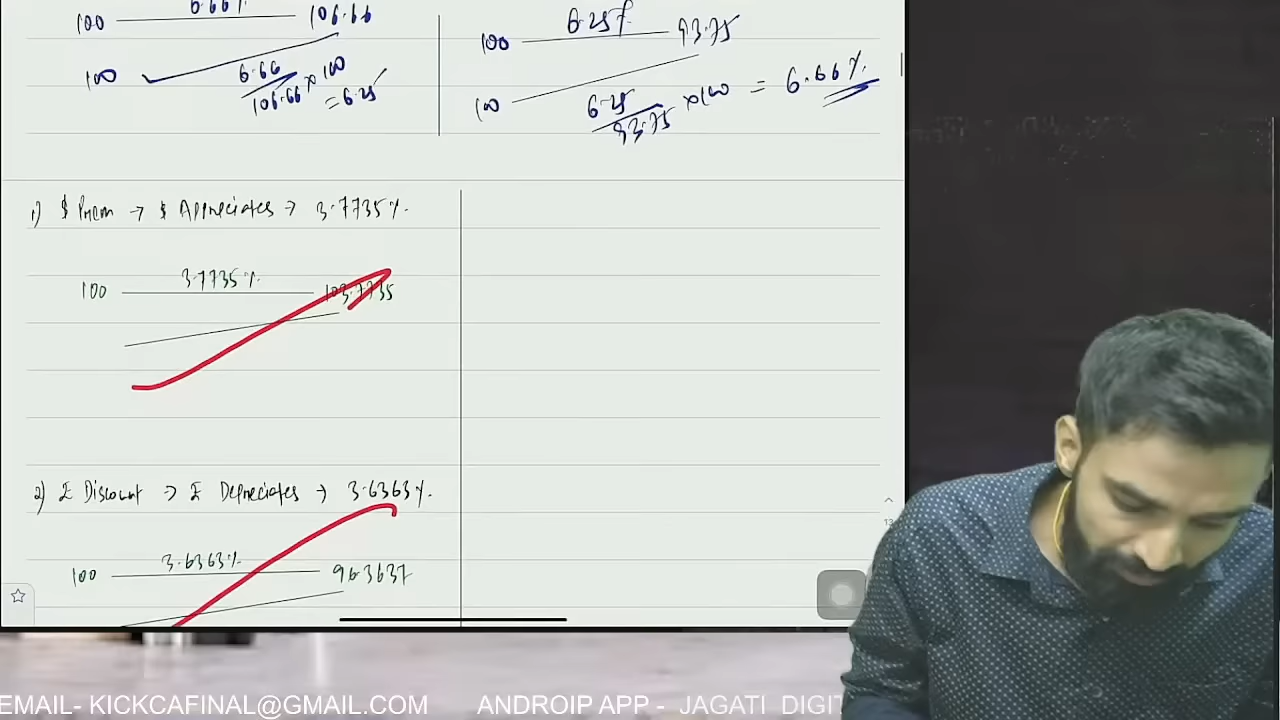 6.66%
100 106.66
100 6.66/106.66 × 100
= 6.25
6.25%
100 93.75
100 6.25/93.75 × 100 = 6.66%
1) $ Prem → $ Appreciates → 3.7735%.
3.7735%
100 103.7735
2) £ Discount → £ Depreciates → 3.6363%.
3.6363%
100 96.3637
13
EMAIL- KICKCAFINAL@GMAIL.COM ANDROIP APP - JAGATI DIGIT